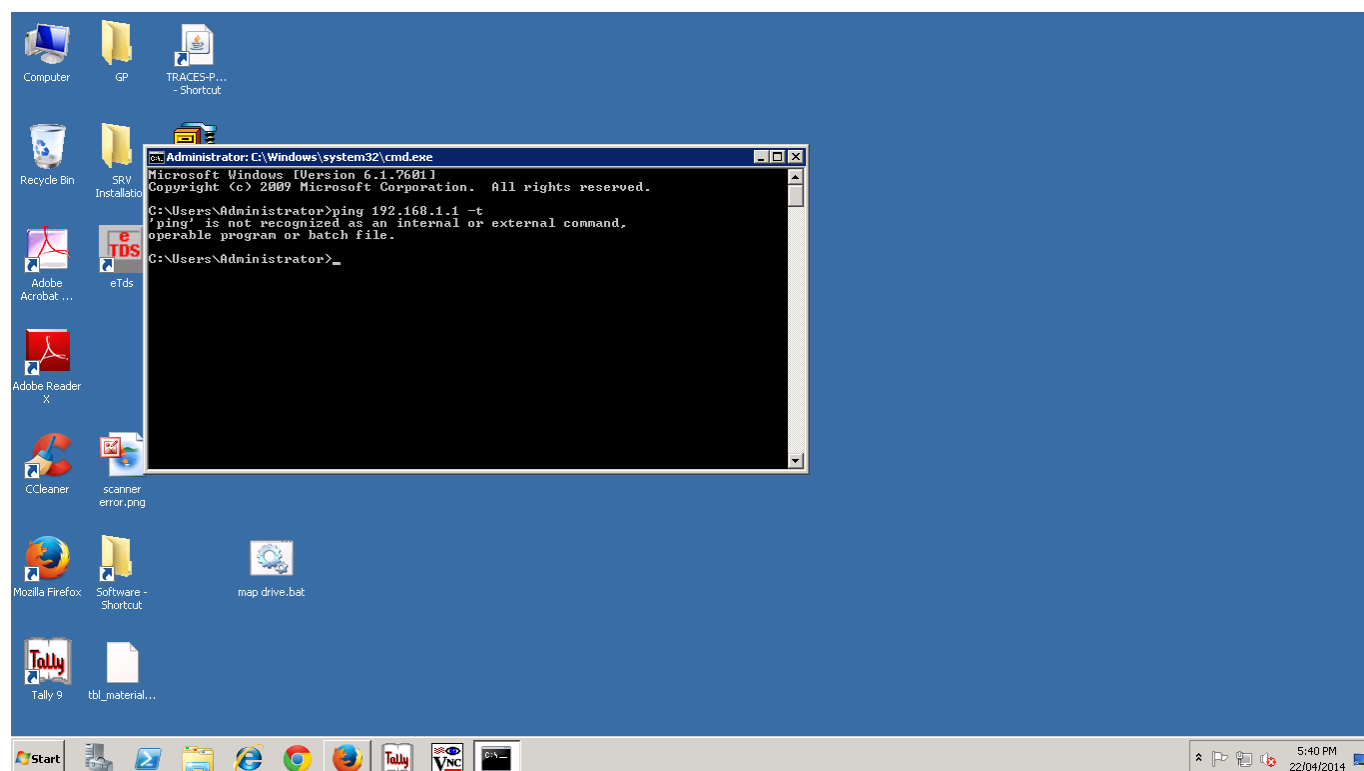 Computer
GP
TRACES-P...
- Shortcut
Recycle Bin
SRV
Installatio
Adobe
Acrobat ...
e
TDS
eTds
Adobe Reader
X
CCleaner
scanner
error.png
Mozilla Firefox
Software -
Shortcut
map drive.bat
Tally
Tally 9
tbl_material...
Administrator: C:\Windows\system32\cmd.exe
Microsoft Windows [Version 6.1.7601]
Copyright (c) 2009 Microsoft Corporation.  All rights reserved.
C:\Users\Administrator>ping 192.168.1.1 -t
'ping' is not recognized as an internal or external command,
operable program or batch file.
C:\Users\Administrator>_
Start
Tally
VNC
C:\_
5:40 PM
22/04/2014